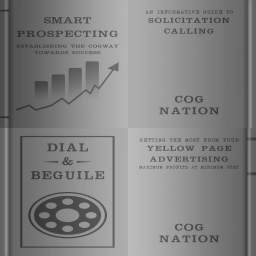 SMART
PROSPECTING
ESTABLISHING THE COGWAY
TOWARDS SUCCESS
AN INFORMATIVE GUIDE TO
SOLICITATION
CALLING
COG
NATION
DIAL
&
BEGUILE
GETTING THE MOST FROM YOUR
YELLOW PAGE
ADVERTISING
MAXIMUM PROFITS AT MINIMUM COST
COG
NATION